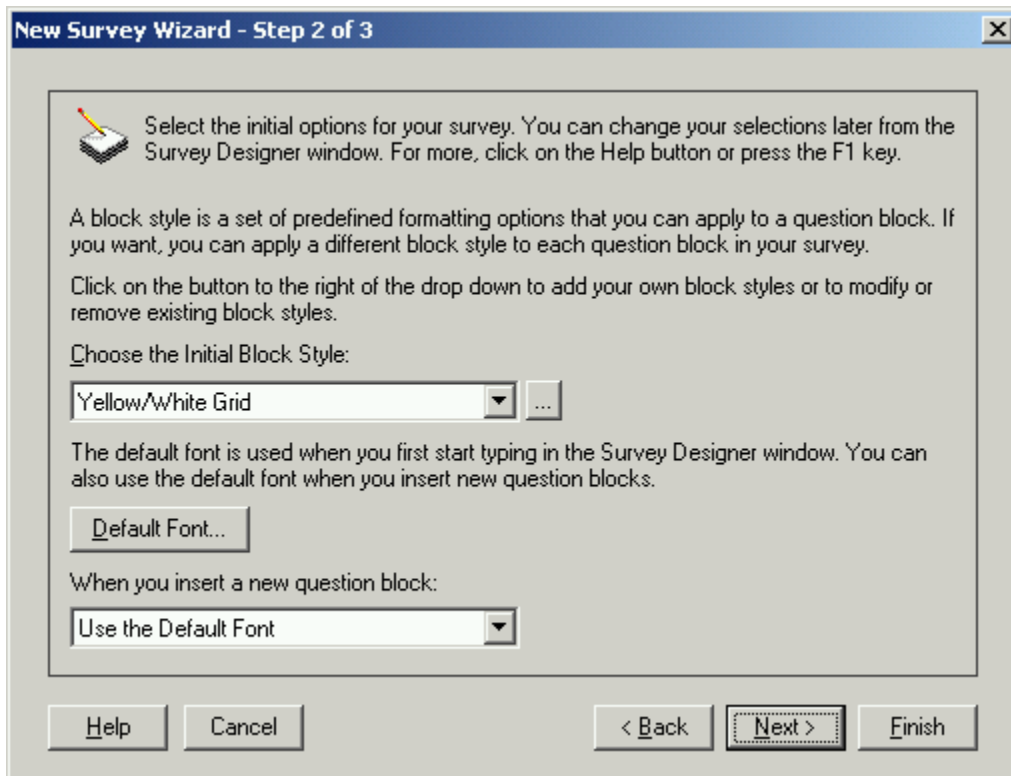 New Survey Wizard - Step 2 of 3
Select the initial options for your survey. You can change your selections later from the
Survey Designer window. For more, click on the Help button or press the F1 key.
A block style is a set of predefined formatting options that you can apply to a question block. If
you want, you can apply a different block style to each question block in your survey.
Click on the button to the right of the drop down to add your own block styles or to modify or
remove existing block styles.
Choose the Initial Block Style:
Yellow/White Grid ...
The default font is used when you first start typing in the Survey Designer window. You can
also use the default font when you insert new question blocks.
Default Font...
When you insert a new question block:
Use the Default Font
Help Cancel < Back Next > Finish